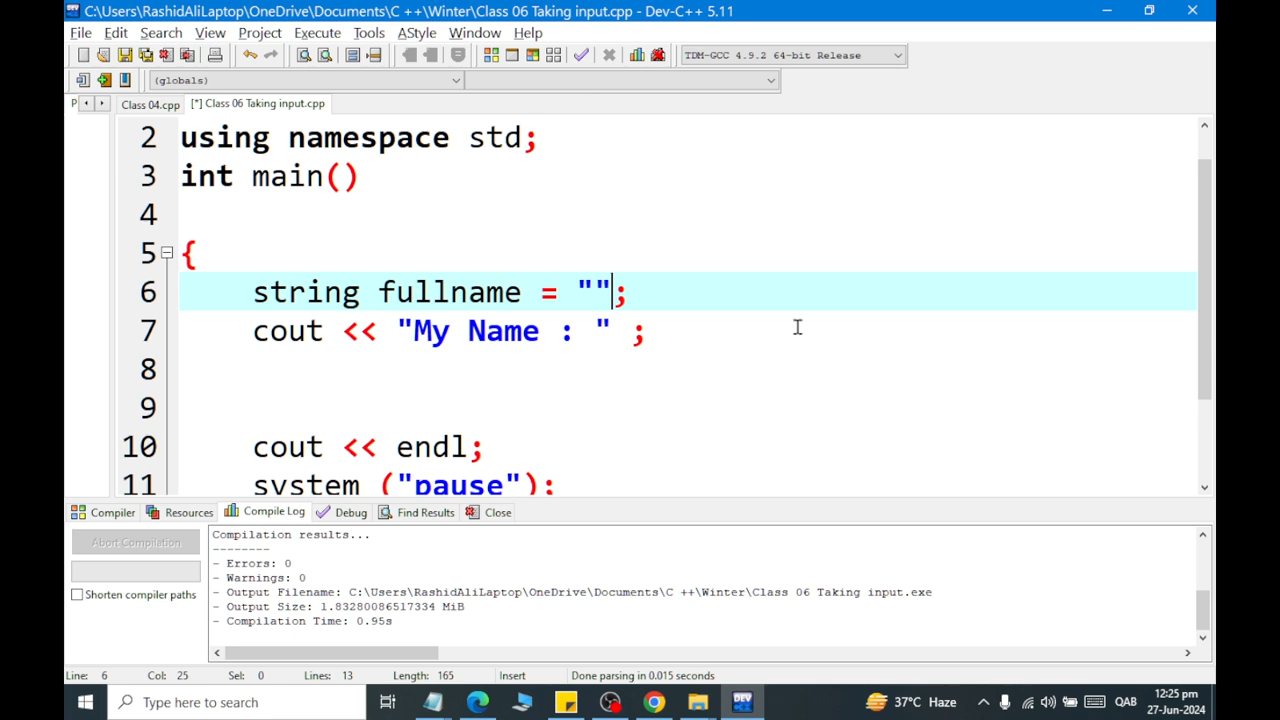 C:\Users\RashidAliLaptop\OneDrive\Documents\C ++\Winter\Class 06 Taking input.cpp - Dev-C++ 5.11
File Edit Search View Project Execute Tools AStyle Window Help
TDM-GCC 4.9.2 64-bit Release
(globals)
P Class 04.cpp [*] Class 06 Taking input.cpp
2 using namespace std;
3 int main()
4
5 {
6 string fullname = "";
7 cout << "My Name : " ;
8
9
10 cout << endl;
11 system ("pause");
Compiler Resources Compile Log Debug Find Results Close
Abort Compilation
Shorten compiler paths
Compilation results...
--------
- Errors: 0
- Warnings: 0
- Output Filename: C:\Users\RashidAliLaptop\OneDrive\Documents\C ++\Winter\Class 06 Taking input.exe
- Output Size: 1.83280086517334 MiB
- Compilation Time: 0.95s
Line: 6 Col: 25 Sel: 0 Lines: 13 Length: 165 Insert Done parsing in 0.015 seconds
Type here to search
DEV
37°C Haze
QAB
12:25 pm
27-Jun-2024